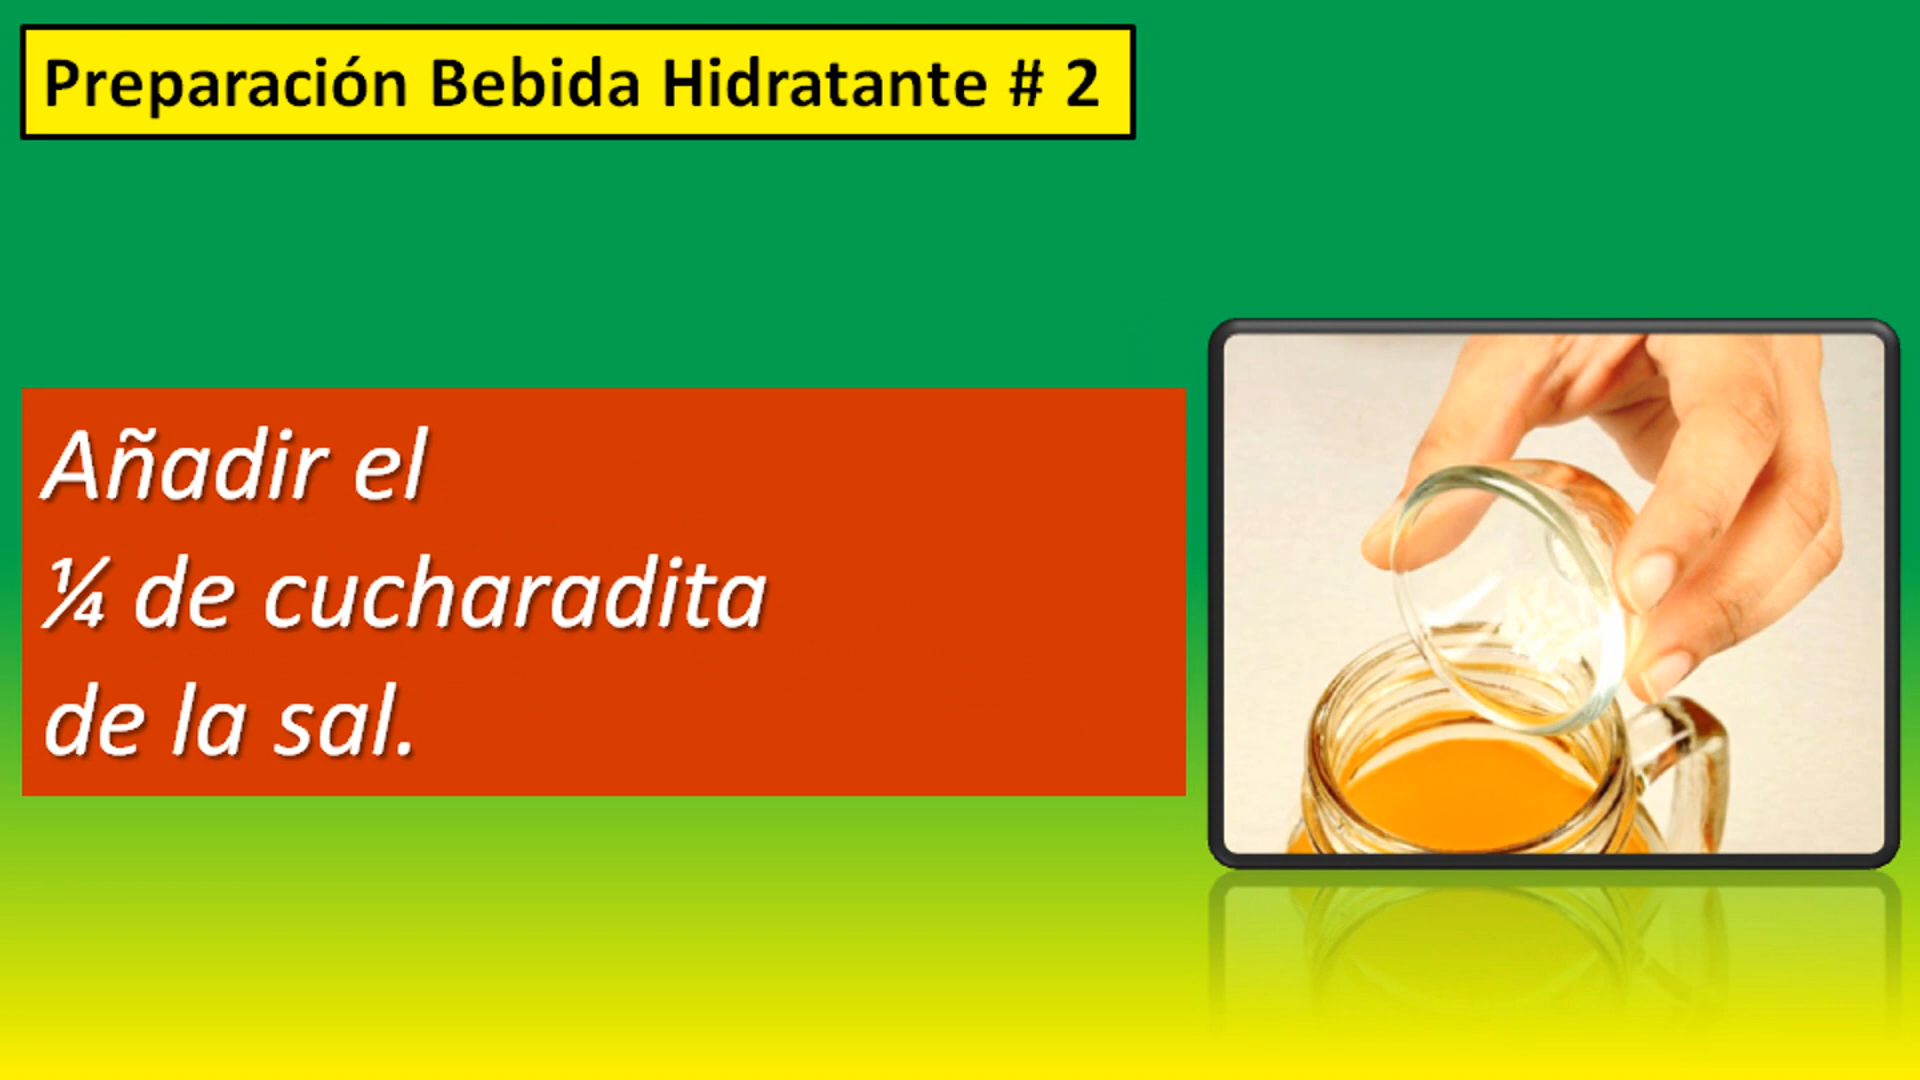 Preparación Bebida Hidratante # 2
Añadir el
¼ de cucharadita
de la sal.